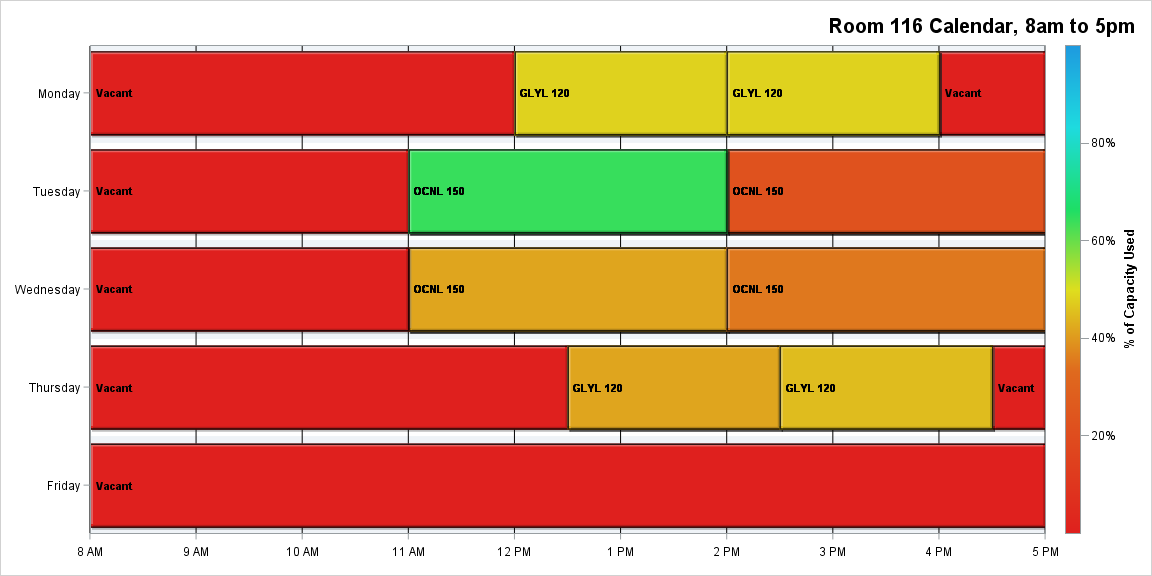 Room 116 Calendar, 8am to 5pm
Monday
Vacant
GLYL 120
GLYL 120
Vacant
Tuesday
Vacant
OCNL 150
OCNL 150
Wednesday
Vacant
OCNL 150
OCNL 150
Thursday
Vacant
GLYL 120
GLYL 120
Vacant
Friday
Vacant
8 AM 9 AM 10 AM 11 AM 12 PM 1 PM 2 PM 3 PM 4 PM 5 PM
80%
60%
40%
20%
% of Capacity Used